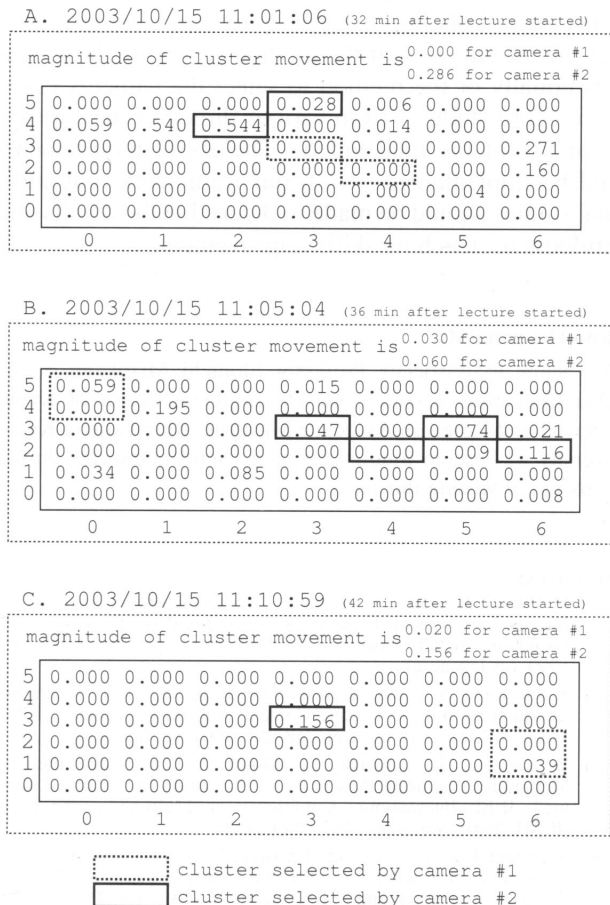 A. 2003/10/15 11:01:06 (32 min after lecture started)
magnitude of cluster movement is 0.000 for camera #1
0.286 for camera #2
5 0.000 0.000 0.000 0.028 0.006 0.000 0.000
4 0.059 0.540 0.544 0.000 0.014 0.000 0.000
3 0.000 0.000 0.000 0.000 0.000 0.000 0.271
2 0.000 0.000 0.000 0.000 0.000 0.000 0.160
1 0.000 0.000 0.000 0.000 0.000 0.004 0.000
0 0.000 0.000 0.000 0.000 0.000 0.000 0.000
0 1 2 3 4 5 6
B. 2003/10/15 11:05:04 (36 min after lecture started)
magnitude of cluster movement is 0.030 for camera #1
0.060 for camera #2
5 0.059 0.000 0.000 0.015 0.000 0.000 0.000
4 0.000 0.195 0.000 0.000 0.000 0.000 0.000
3 0.000 0.000 0.000 0.047 0.000 0.074 0.021
2 0.000 0.000 0.000 0.000 0.000 0.009 0.116
1 0.034 0.000 0.085 0.000 0.000 0.000 0.000
0 0.000 0.000 0.000 0.000 0.000 0.000 0.008
0 1 2 3 4 5 6
C. 2003/10/15 11:10:59 (42 min after lecture started)
magnitude of cluster movement is 0.020 for camera #1
0.156 for camera #2
5 0.000 0.000 0.000 0.000 0.000 0.000 0.000
4 0.000 0.000 0.000 0.000 0.000 0.000 0.000
3 0.000 0.000 0.000 0.156 0.000 0.000 0.000
2 0.000 0.000 0.000 0.000 0.000 0.000 0.000
1 0.000 0.000 0.000 0.000 0.000 0.000 0.039
0 0.000 0.000 0.000 0.000 0.000 0.000 0.000
0 1 2 3 4 5 6
cluster selected by camera #1
cluster selected by camera #2